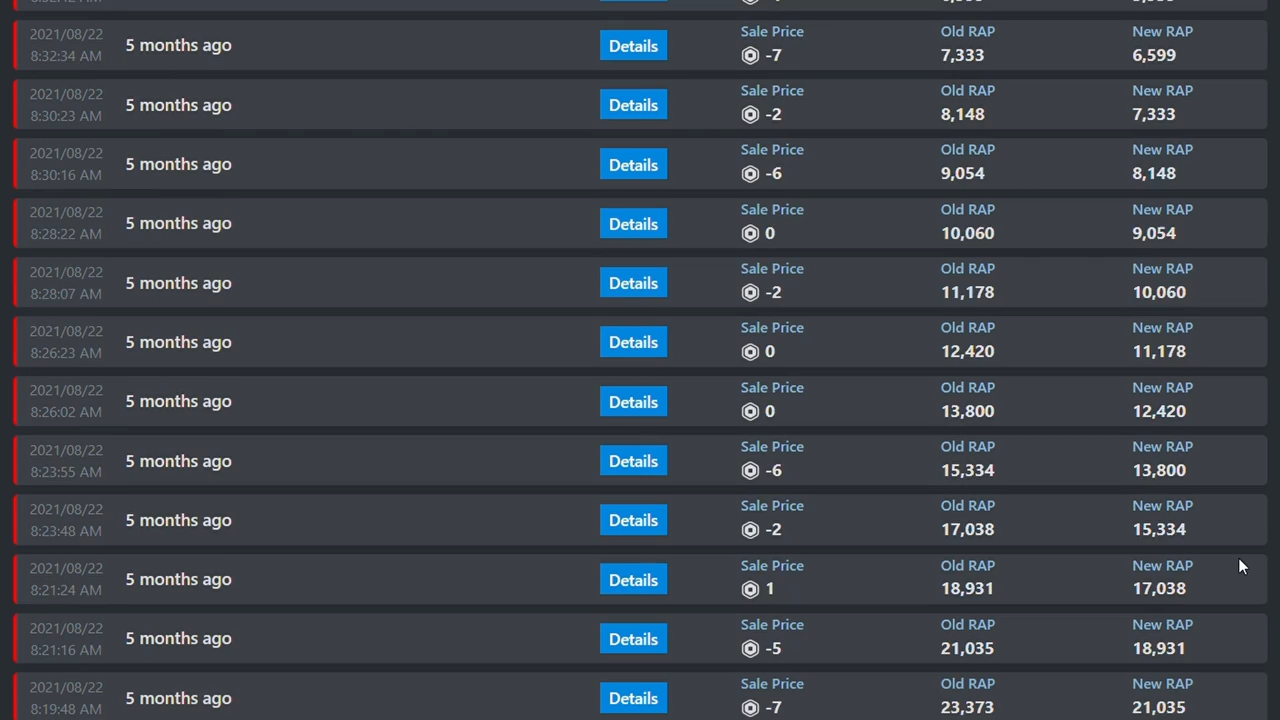 2021/08/22 5 months ago Details Sale Price Old RAP New RAP
8:32:34 AM -7 7,333 6,599
2021/08/22 5 months ago Details Sale Price Old RAP New RAP
8:30:23 AM -2 8,148 7,333
2021/08/22 5 months ago Details Sale Price Old RAP New RAP
8:30:16 AM -6 9,054 8,148
2021/08/22 5 months ago Details Sale Price Old RAP New RAP
8:28:22 AM 0 10,060 9,054
2021/08/22 5 months ago Details Sale Price Old RAP New RAP
8:28:07 AM -2 11,178 10,060
2021/08/22 5 months ago Details Sale Price Old RAP New RAP
8:26:23 AM 0 12,420 11,178
2021/08/22 5 months ago Details Sale Price Old RAP New RAP
8:26:02 AM 0 13,800 12,420
2021/08/22 5 months ago Details Sale Price Old RAP New RAP
8:23:55 AM -6 15,334 13,800
2021/08/22 5 months ago Details Sale Price Old RAP New RAP
8:23:48 AM -2 17,038 15,334
2021/08/22 5 months ago Details Sale Price Old RAP New RAP
8:21:24 AM 1 18,931 17,038
2021/08/22 5 months ago Details Sale Price Old RAP New RAP
8:21:16 AM -5 21,035 18,931
2021/08/22 5 months ago Details Sale Price Old RAP New RAP
8:19:48 AM -7 23,373 21,035